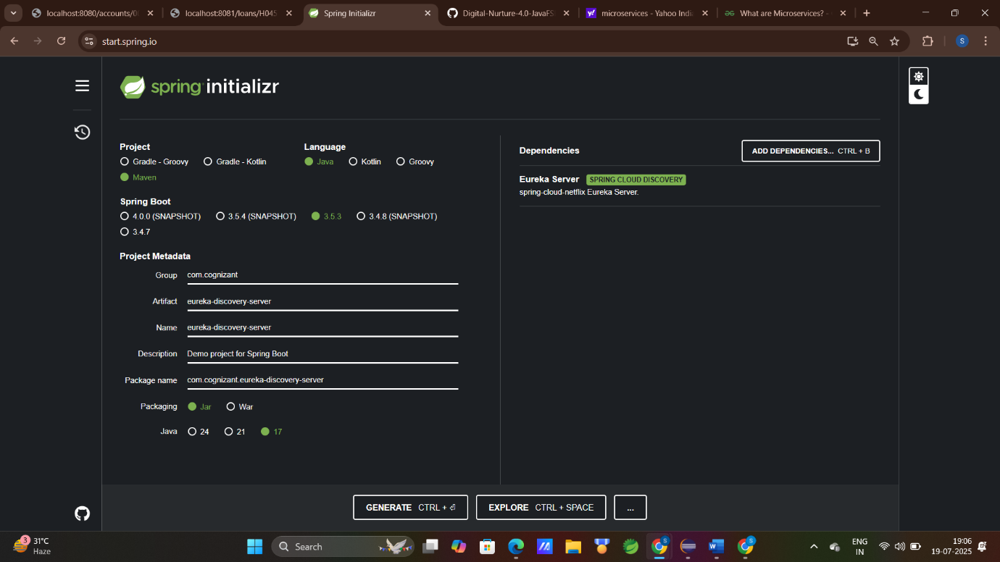 localhost:8080/accounts/0
localhost:8081/loans/H045
Spring Initializr
Digital-Nurture-4.0-JavaFS
microservices - Yahoo India
What are Microservices? -
start.spring.io
S
spring initializr
Project
Gradle - Groovy
Gradle - Kotlin
Maven
Language
Java
Kotlin
Groovy
Spring Boot
4.0.0 (SNAPSHOT)
3.5.4 (SNAPSHOT)
3.5.3
3.4.8 (SNAPSHOT)
3.4.7
Project Metadata
Group com.cognizant
Artifact eureka-discovery-server
Name eureka-discovery-server
Description Demo project for Spring Boot
Package name com.cognizant.eureka-discovery-server
Packaging Jar War
Java 24 21 17
Dependencies
ADD DEPENDENCIES... CTRL + B
Eureka Server SPRING CLOUD DISCOVERY
spring-cloud-netflix Eureka Server.
GENERATE CTRL + ⏎
EXPLORE CTRL + SPACE
...
3
31°C
Haze
Search
ENG
IN
19:06
19-07-2025